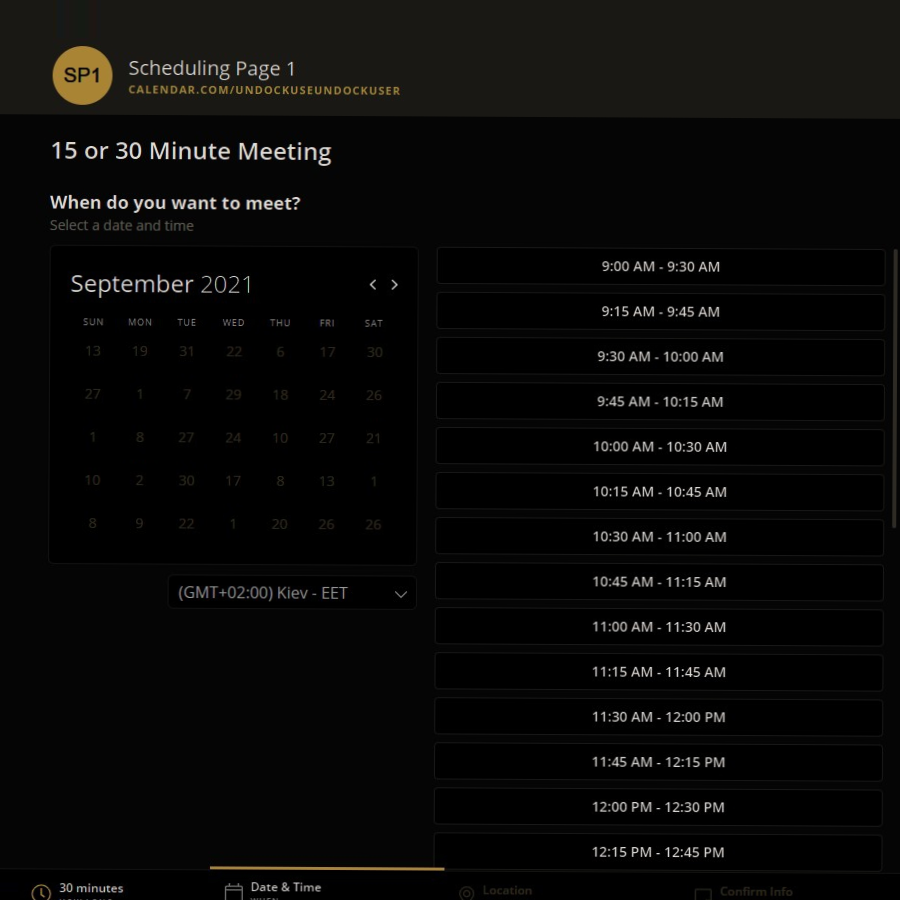 SP1
Scheduling Page 1
CALENDAR.COM/UNDOCKUSEUNDOCKUSER
15 or 30 Minute Meeting
When do you want to meet?
Select a date and time
September 2021
SUN MON TUE WED THU FRI SAT
13 19 31 22 6 17 30
27 1 7 29 18 24 26
1 8 27 24 10 27 21
10 2 30 17 8 13 1
8 9 22 1 20 26 26
(GMT+02:00) Kiev - EET
9:00 AM - 9:30 AM
9:15 AM - 9:45 AM
9:30 AM - 10:00 AM
9:45 AM - 10:15 AM
10:00 AM - 10:30 AM
10:15 AM - 10:45 AM
10:30 AM - 11:00 AM
10:45 AM - 11:15 AM
11:00 AM - 11:30 AM
11:15 AM - 11:45 AM
11:30 AM - 12:00 PM
11:45 AM - 12:15 PM
12:00 PM - 12:30 PM
12:15 PM - 12:45 PM
30 minutes
Date & Time
Location
Confirm Info